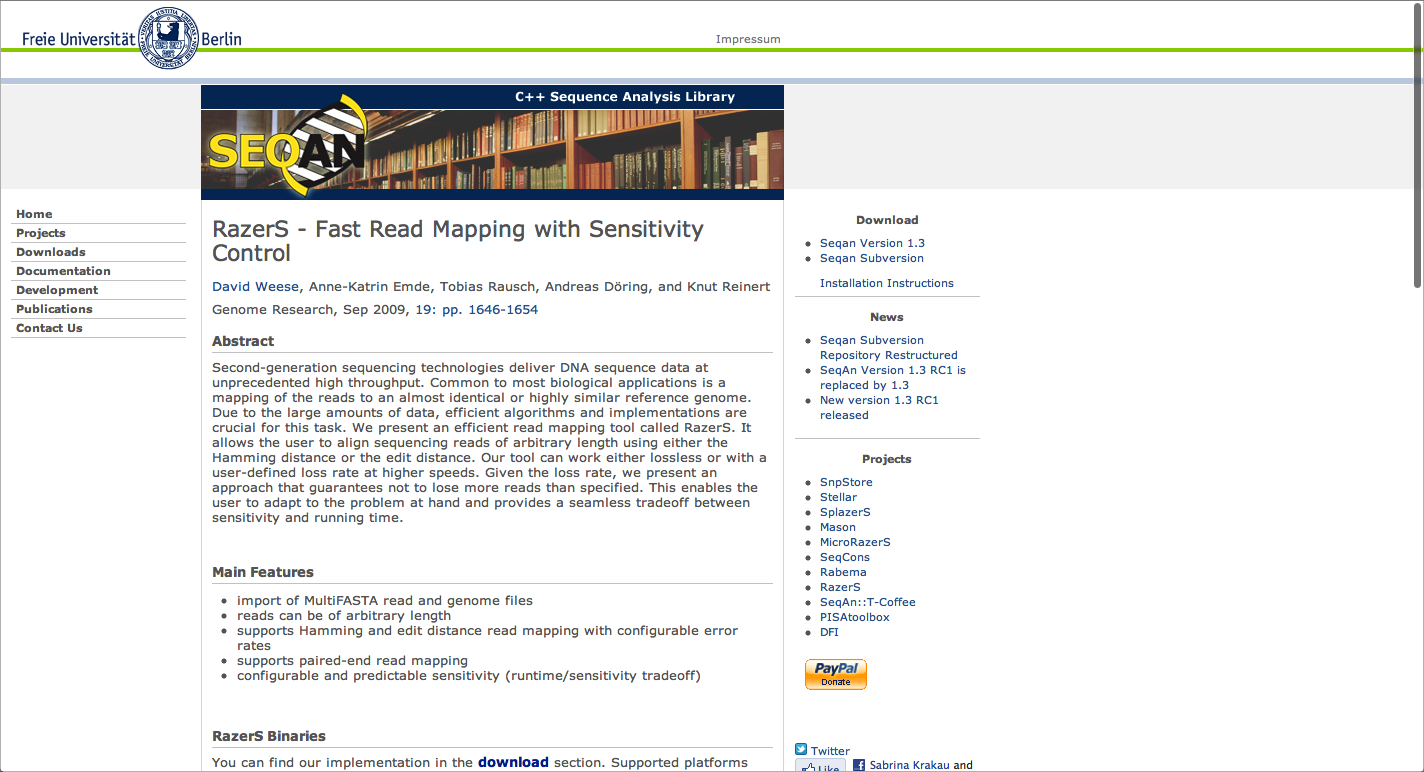 Freie Universität Berlin
Impressum
C++ Sequence Analysis Library
SEQAN
Home
Projects
Downloads
Documentation
Development
Publications
Contact Us
RazerS - Fast Read Mapping with Sensitivity
Control
David Weese, Anne-Katrin Emde, Tobias Rausch, Andreas Döring, and Knut Reinert
Genome Research, Sep 2009, 19: pp. 1646-1654
Abstract
Second-generation sequencing technologies deliver DNA sequence data at
unprecedented high throughput. Common to most biological applications is a
mapping of the reads to an almost identical or highly similar reference genome.
Due to the large amounts of data, efficient algorithms and implementations are
crucial for this task. We present an efficient read mapping tool called RazerS. It
allows the user to align sequencing reads of arbitrary length using either the
Hamming distance or the edit distance. Our tool can work either lossless or with a
user-defined loss rate at higher speeds. Given the loss rate, we present an
approach that guarantees not to lose more reads than specified. This enables the
user to adapt to the problem at hand and provides a seamless tradeoff between
sensitivity and running time.
Main Features
import of MultiFASTA read and genome files
reads can be of arbitrary length
supports Hamming and edit distance read mapping with configurable error
rates
supports paired-end read mapping
configurable and predictable sensitivity (runtime/sensitivity tradeoff)
RazerS Binaries
You can find our implementation in the download section. Supported platforms
Download
Seqan Version 1.3
Seqan Subversion
Installation Instructions
News
Seqan Subversion
Repository Restructured
SeqAn Version 1.3 RC1 is
replaced by 1.3
New version 1.3 RC1
released
Projects
SnpStore
Stellar
SplazerS
Mason
MicroRazerS
SeqCons
Rabema
RazerS
SeqAn::T-Coffee
PISAtoolbox
DFI
PayPal
Donate
Twitter
Like
Sabrina Krakau and